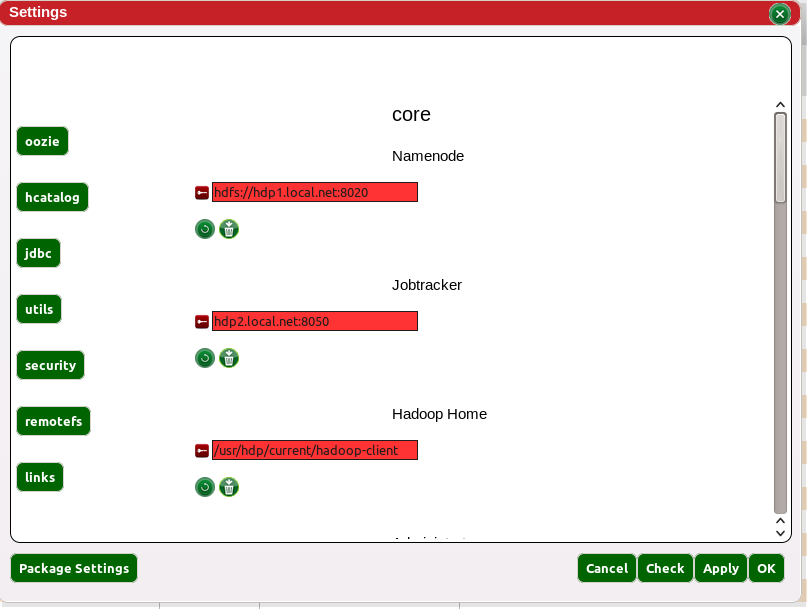 Settings
core
oozie
Namenode
hdfs://hdp1.local.net:8020
hcatalog
jdbc
Jobtracker
utils
hdp2.local.net:8050
security
remotefs
Hadoop Home
/usr/hdp/current/hadoop-client
links
Package Settings
Cancel Check Apply OK